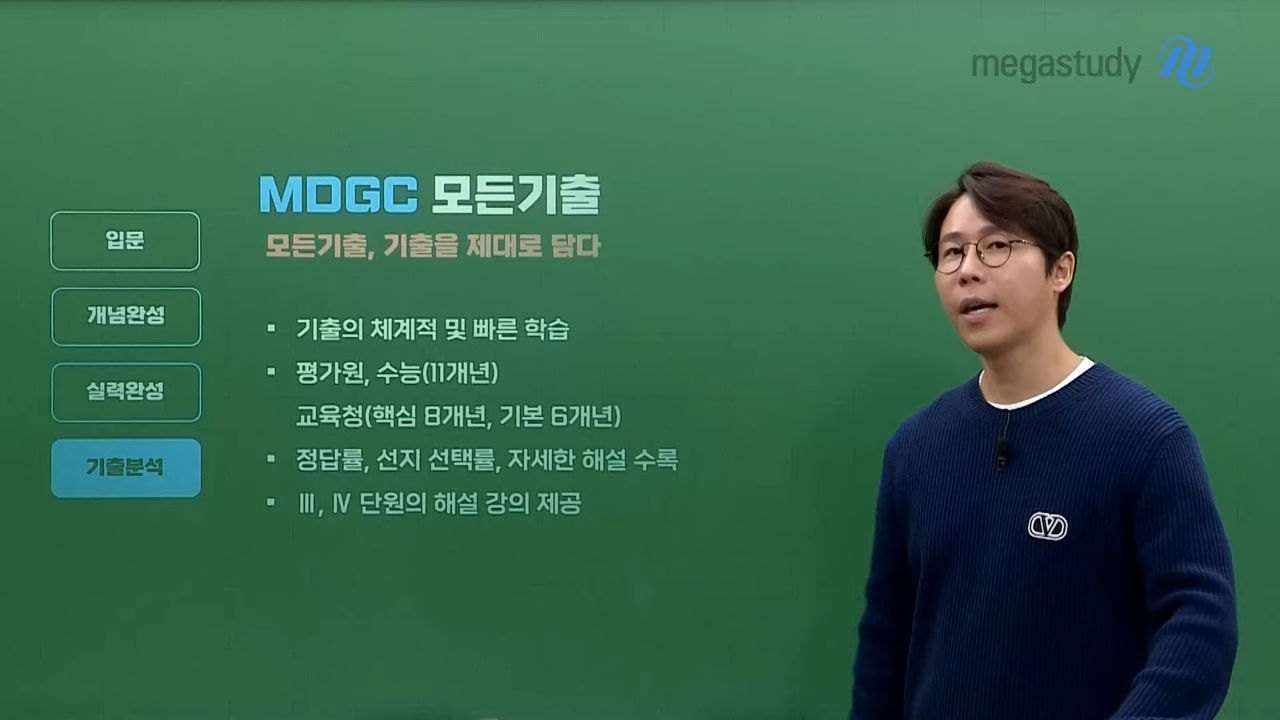 megastudy
MDGC 모든기출
모든기출, 기출을 제대로 담다
입문
개념완성
실력완성
기출분석
▪ 기출의 체계적 및 빠른 학습
▪ 평가원, 수능(11개년)
교육청(핵심 8개년, 기본 6개년)
▪ 정답률, 선지 선택률, 자세한 해설 수록
▪ Ⅲ, Ⅳ 단원의 해설 강의 제공